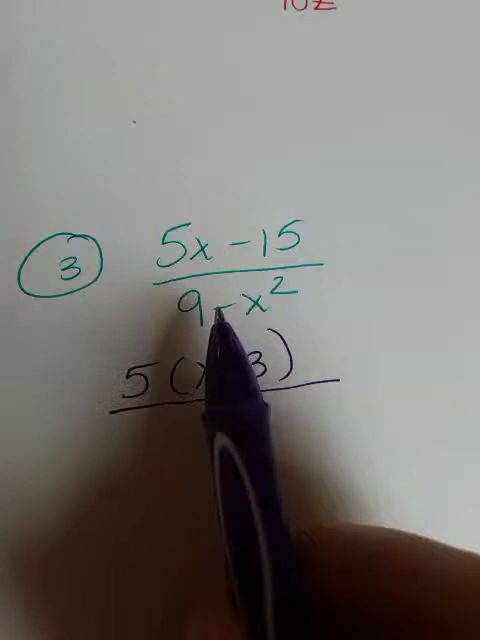 3
5x - 15
9 - x²
5(x 3)